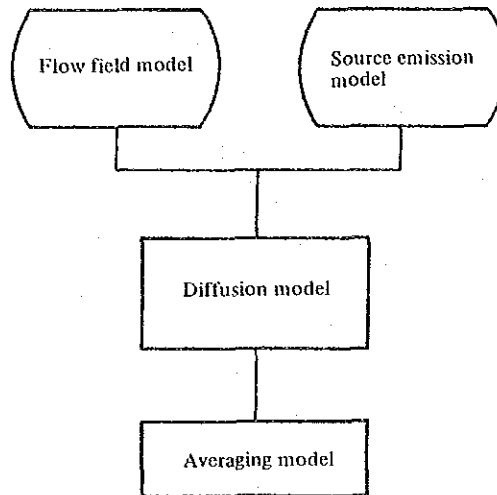 Flow field model
Source emission
model
Diffusion model
Averaging model